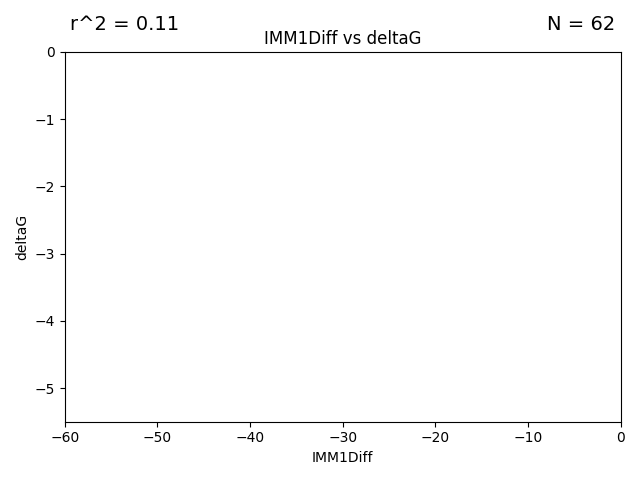 r^2 = 0.11
N = 62
IMM1Diff vs deltaG
0
−1
−2
−3
−4
−5
deltaG
−60
−50
−40
−30
−20
−10
0
IMM1Diff